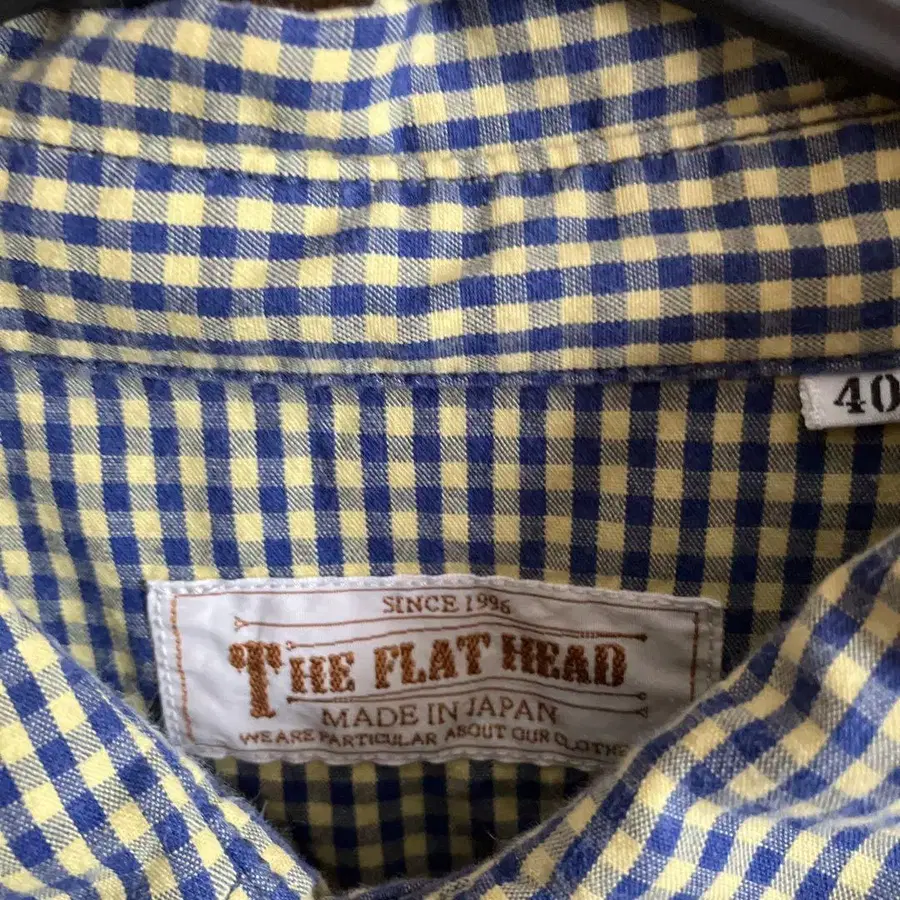 40
SINCE 1996
THE FLAT HEAD
MADE IN JAPAN
WE ARE PARTICULAR ABOUT OUR CLOTHE